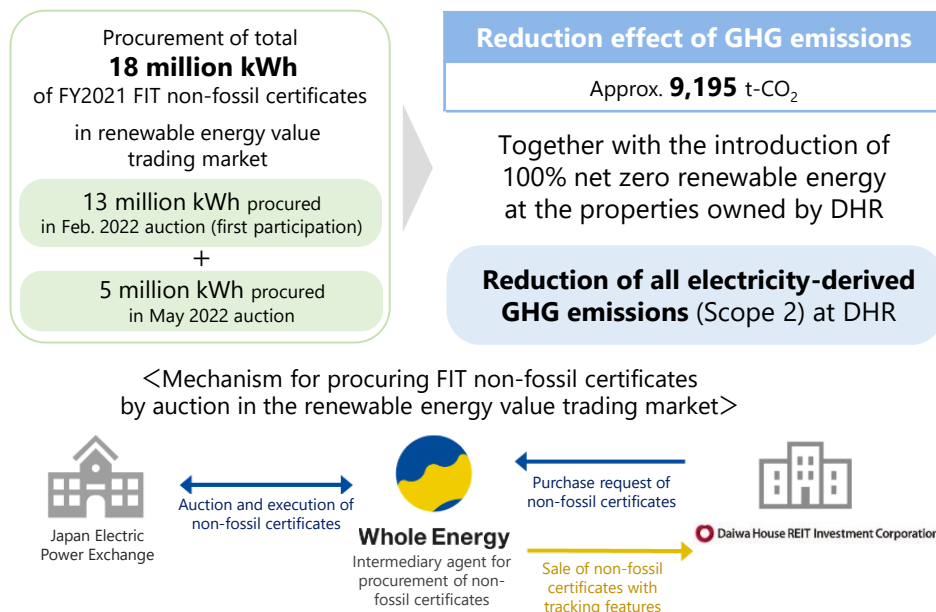 Procurement of total
18 million kWh
of FY2021 FIT non-fossil certificates
in renewable energy value
trading market
13 million kWh procured
in Feb. 2022 auction (first participation)
+
5 million kWh procured
in May 2022 auction
Reduction effect of GHG emissions
Approx. 9,195 t-CO₂
Together with the introduction of
100% net zero renewable energy
at the properties owned by DHR
Reduction of all electricity-derived
GHG emissions (Scope 2) at DHR
<Mechanism for procuring FIT non-fossil certificates
by auction in the renewable energy value trading market>
Japan Electric
Power Exchange
Auction and execution of
non-fossil certificates
Whole Energy
Intermediary agent for
procurement of non-
fossil certificates
Purchase request of
non-fossil certificates
Sale of non-fossil
certificates with
tracking features
Daiwa House REIT Investment Corporation